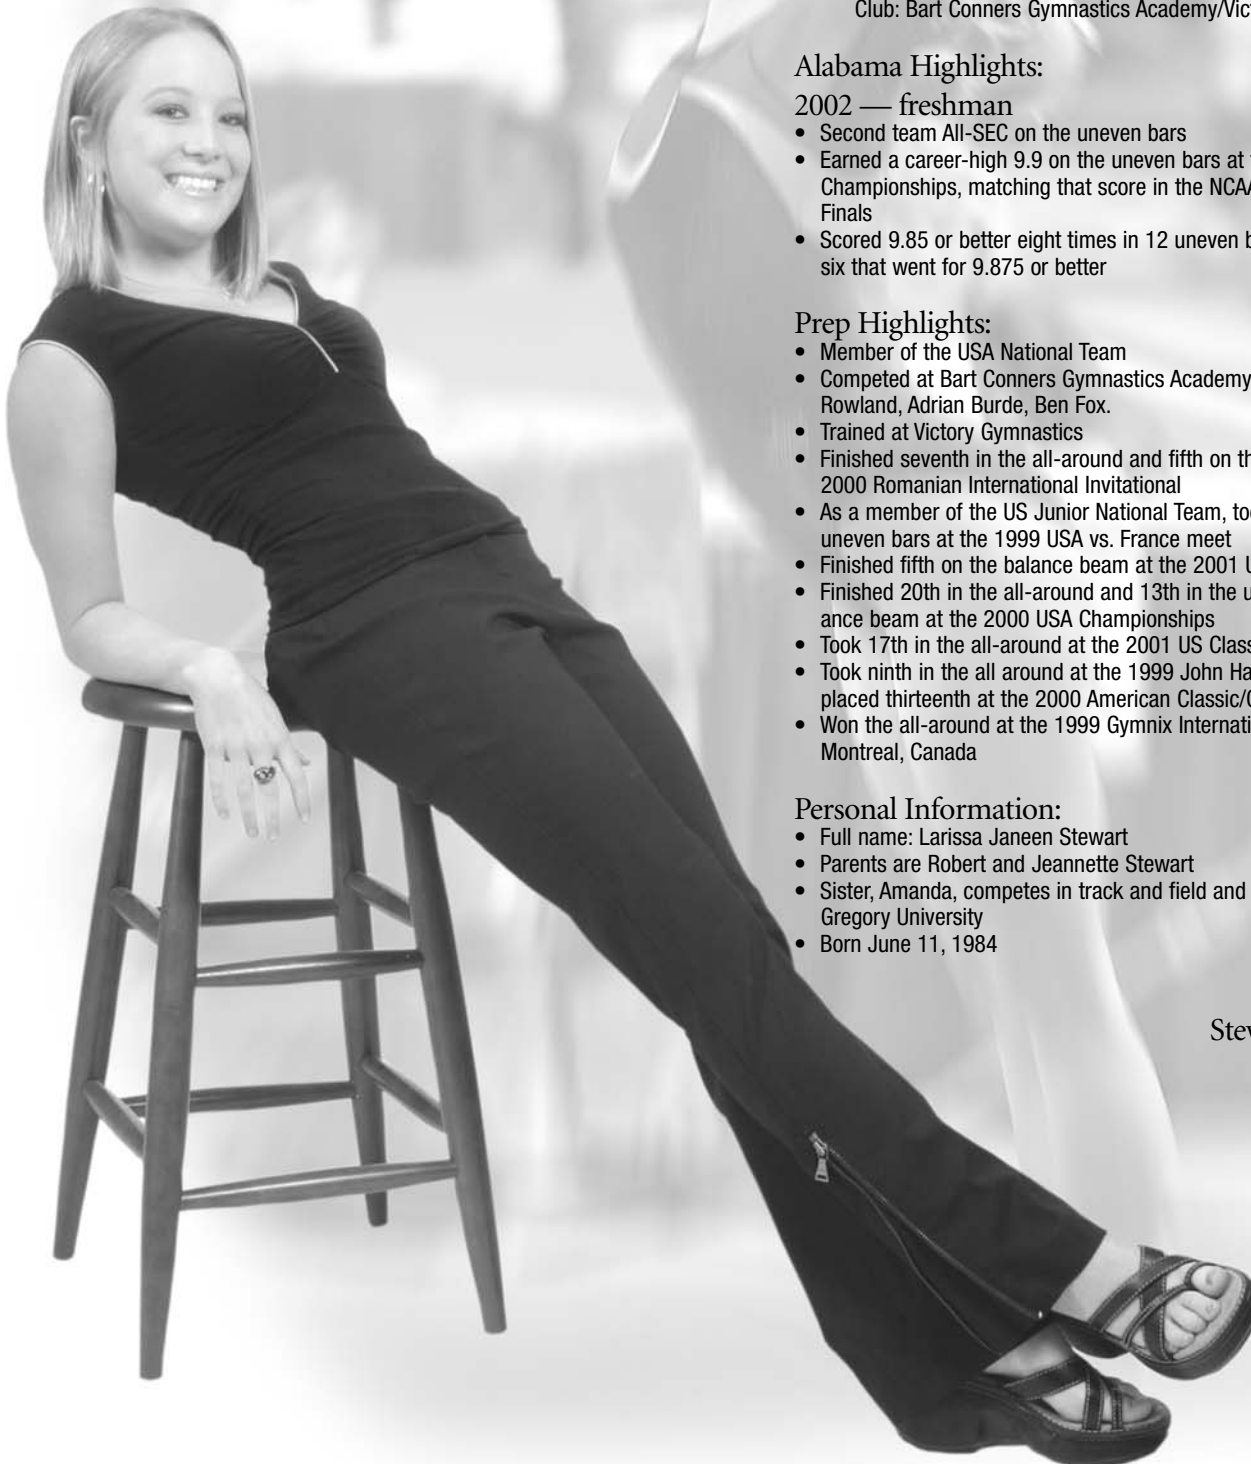 Club: Bart Conners Gymnastics Academy/Vict
Alabama Highlights:
2002 — freshman
• Second team All-SEC on the uneven bars
• Earned a career-high 9.9 on the uneven bars at
Championships, matching that score in the NCAA
Finals
• Scored 9.85 or better eight times in 12 uneven
six that went for 9.875 or better
Prep Highlights:
• Member of the USA National Team
• Competed at Bart Conners Gymnastics Academy
Rowland, Adrian Burde, Ben Fox.
• Trained at Victory Gymnastics
• Finished seventh in the all-around and fifth on th
2000 Romanian International Invitational
• As a member of the US Junior National Team, too
uneven bars at the 1999 USA vs. France meet
• Finished fifth on the balance beam at the 2001 U
• Finished 20th in the all-around and 13th in the u
ance beam at the 2000 USA Championships
• Took 17th in the all-around at the 2001 US Class
• Took ninth in the all around at the 1999 John Ha
placed thirteenth at the 2000 American Classic/
• Won the all-around at the 1999 Gymnix Internati
Montreal, Canada
Personal Information:
• Full name: Larissa Janeen Stewart
• Parents are Robert and Jeannette Stewart
• Sister, Amanda, competes in track and field and
Gregory University
• Born June 11, 1984
Stev